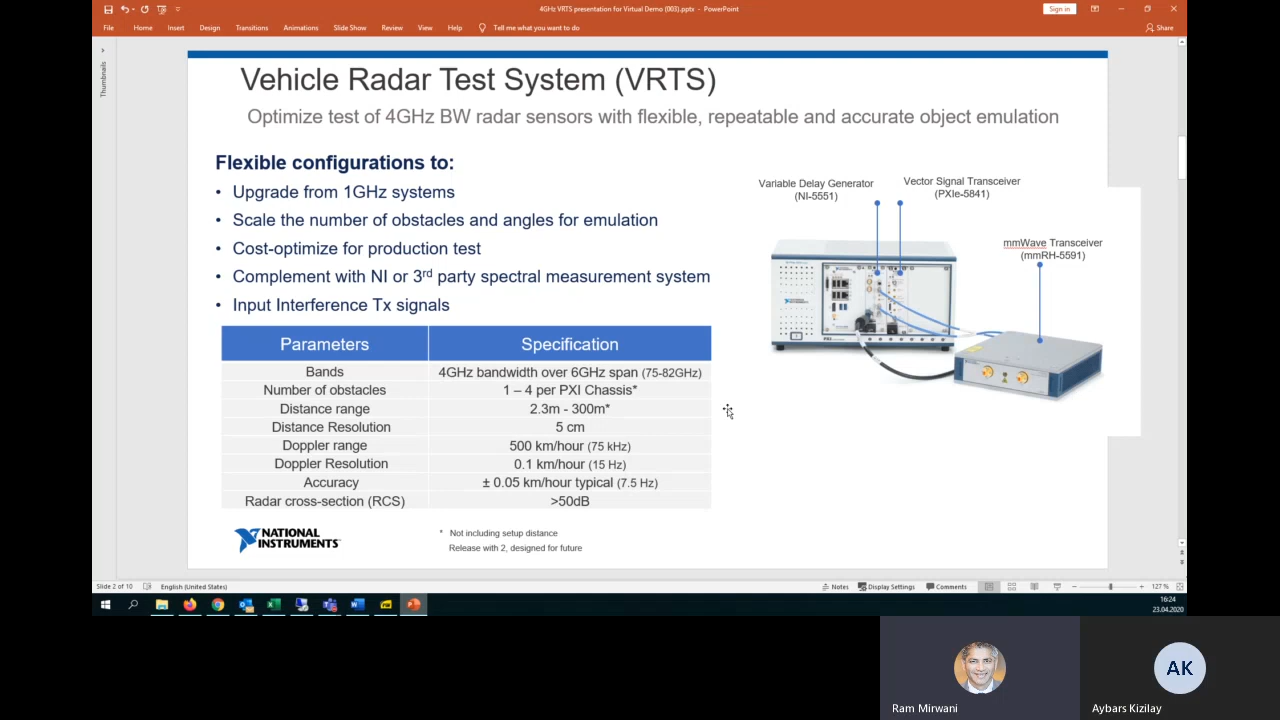 4GHz VRTS presentation for Virtual Demo (003).pptx - PowerPoint
Sign in
File Home Insert Design Transitions Animations Slide Show Review View Help Tell me what you want to do
Share
Thumbnails
Vehicle Radar Test System (VRTS)
Optimize test of 4GHz BW radar sensors with flexible, repeatable and accurate object emulation
Flexible configurations to:
• Upgrade from 1GHz systems
• Scale the number of obstacles and angles for emulation
• Cost-optimize for production test
• Complement with NI or 3rd party spectral measurement system
• Input Interference Tx signals
Variable Delay Generator
(NI-5551)
Vector Signal Transceiver
(PXIe-5841)
mmWave Transceiver
(mmRH-5591)
Parameters Specification
Bands 4GHz bandwidth over 6GHz span (75-82GHz)
Number of obstacles 1 – 4 per PXI Chassis*
Distance range 2.3m - 300m*
Distance Resolution 5 cm
Doppler range 500 km/hour (75 kHz)
Doppler Resolution 0.1 km/hour (15 Hz)
Accuracy ± 0.05 km/hour typical (7.5 Hz)
Radar cross-section (RCS) >50dB
NATIONAL
INSTRUMENTS
* Not including setup distance
Release with 2, designed for future
Slide 2 of 10 English (United States)
Notes Display Settings Comments 127 %
16:24
23.04.2020
AK
Ram Mirwani
Aybars Kizilay